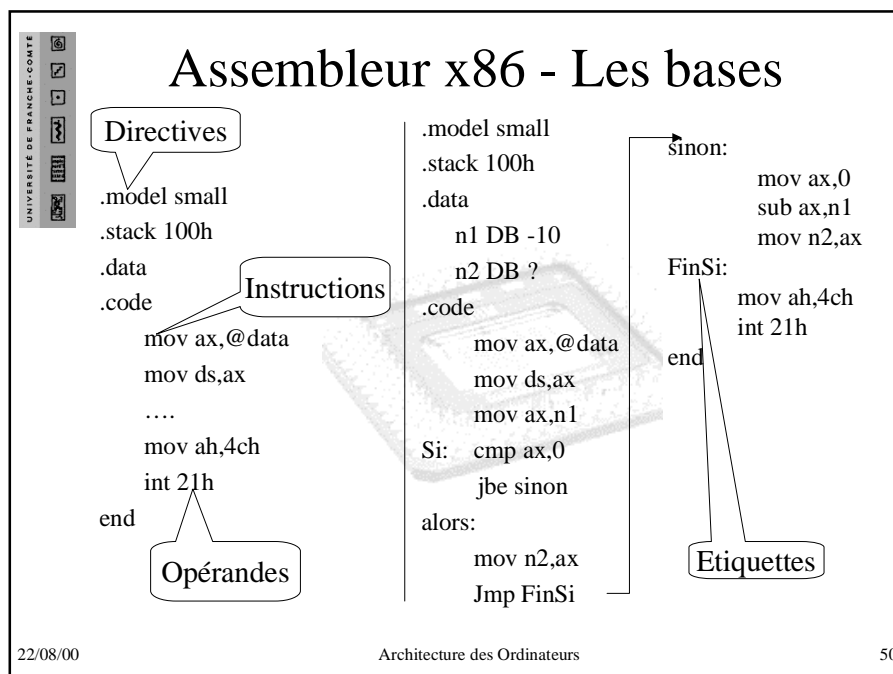 UNIVERSITÉ DE FRANCHE-COMTÉ
Assembleur x86 - Les bases
Directives
.model small
.stack 100h
.data
.code
Instructions
mov ax,@data
mov ds,ax
….
mov ah,4ch
int 21h
end
Opérandes
.model small
.stack 100h
.data
n1 DB -10
n2 DB ?
.code
mov ax,@data
mov ds,ax
mov ax,n1
Si: cmp ax,0
jbe sinon
alors:
mov n2,ax
Jmp FinSi
sinon:
mov ax,0
sub ax,n1
mov n2,ax
FinSi:
mov ah,4ch
int 21h
end
Etiquettes
22/08/00
Architecture des Ordinateurs
50